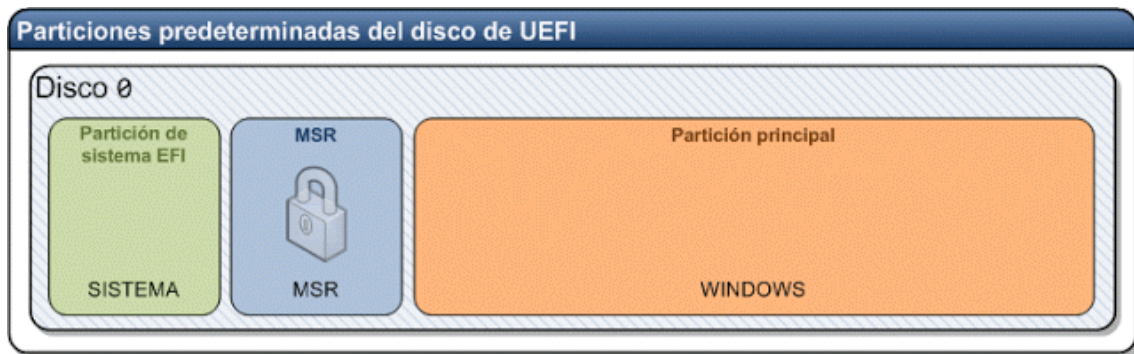 Particiones predeterminadas del disco de UEFI
Disco 0
Partición de
sistema EFI
SISTEMA
MSR
MSR
Partición principal
WINDOWS